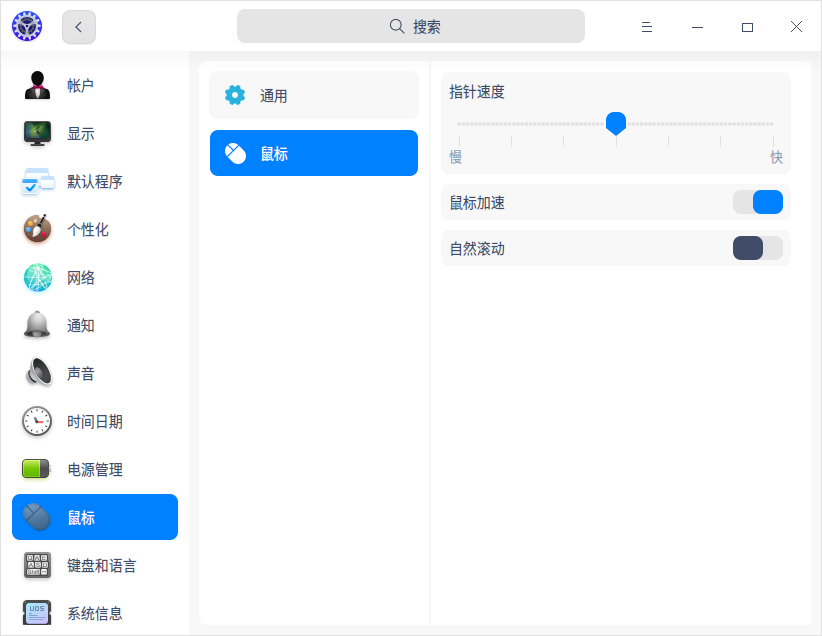 搜索
帐户
显示
默认程序
个性化
网络
通知
声音
时间日期
电源管理
鼠标
键盘和语言
UOS
系统信息
通用
鼠标
指针速度
慢
快
鼠标加速
自然滚动